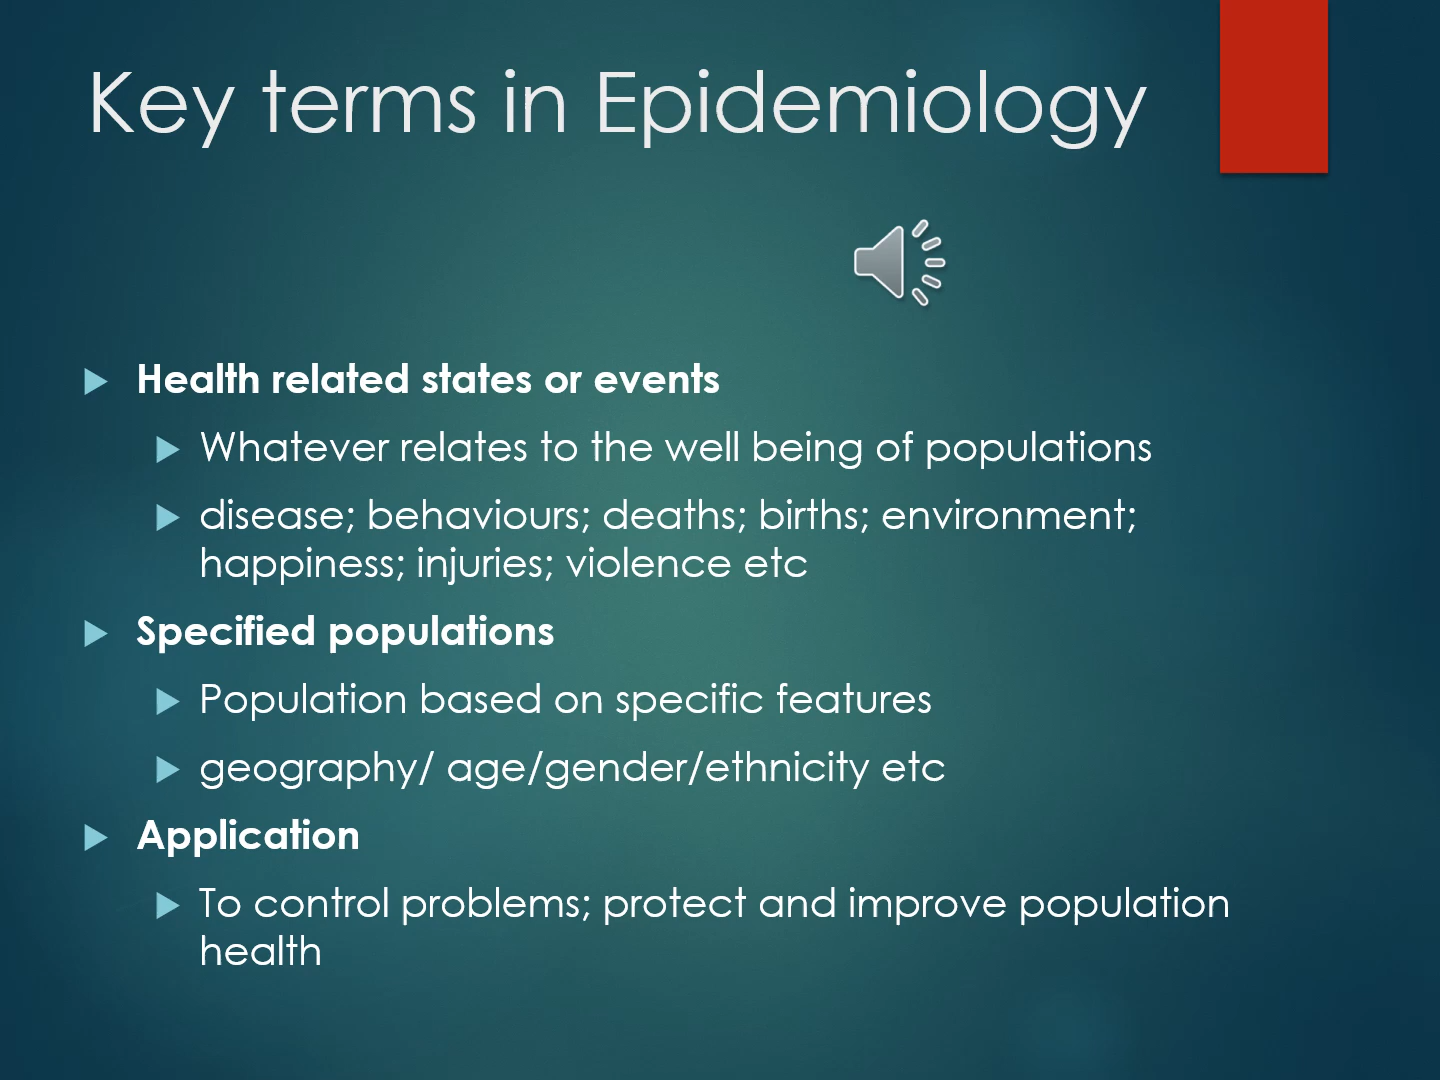 Key terms in Epidemiology
Health related states or events
Whatever relates to the well being of populations
disease; behaviours; deaths; births; environment;
happiness; injuries; violence etc
Specified populations
Population based on specific features
geography/ age/gender/ethnicity etc
Application
To control problems; protect and improve population
health